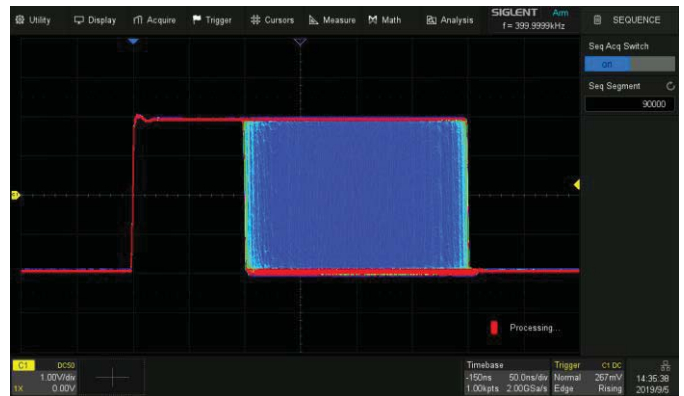 Utility Display Acquire Trigger Cursors Measure Math Analysis SIGLENT Arm SEQUENCE
f = 399.9999kHz
Seq Acq Switch
on
Seq Segment
90000
Processing...
C1 DC50
1.00V/div
1X 0.00V
Timebase
-150ns 50.0ns/div
1.00kpts 2.00GSa/s
Trigger C1 DC
Normal 267mV
Edge Rising
14:35:38
2019/9/5